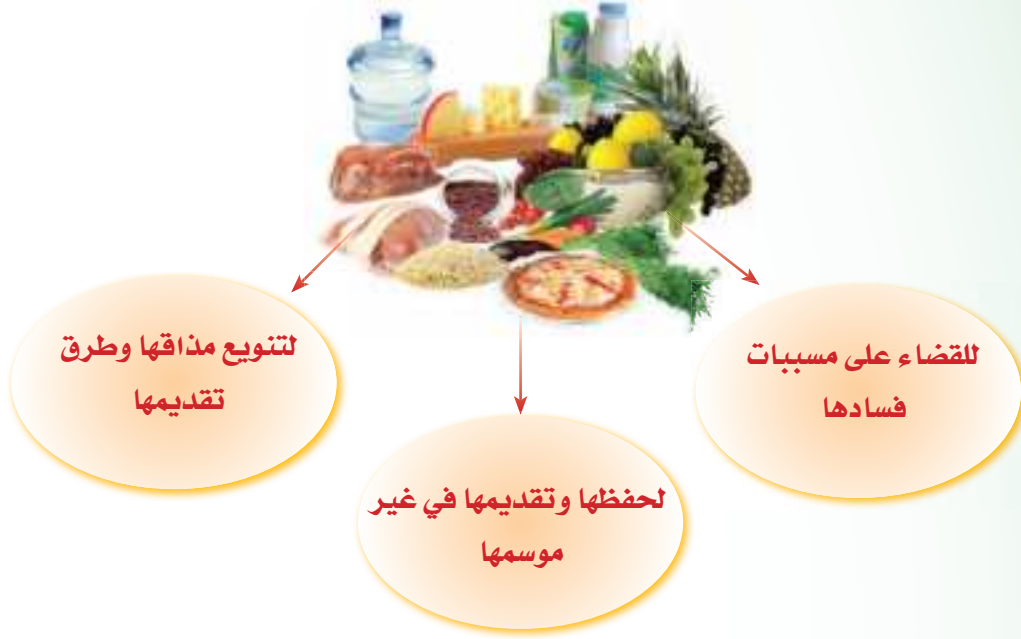 للقضاء على مسببات
فسادها
لحفظها وتقديمها في غير
موسمها
لتنويع مذاقها وطرق
تقديمها